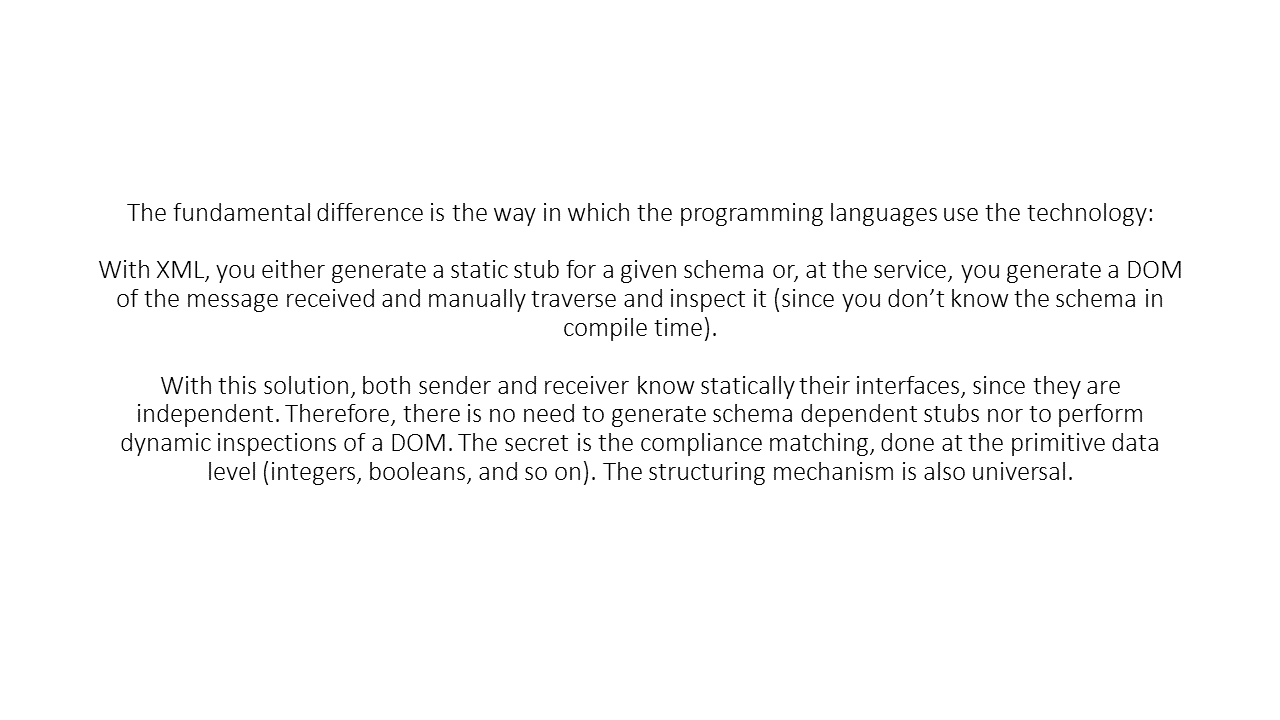 The fundamental difference is the way in which the programming languages use the technology:
With XML, you either generate a static stub for a given schema or, at the service, you generate a DOM
of the message received and manually traverse and inspect it (since you don’t know the schema in
compile time).
With this solution, both sender and receiver know statically their interfaces, since they are
independent. Therefore, there is no need to generate schema dependent stubs nor to perform
dynamic inspections of a DOM. The secret is the compliance matching, done at the primitive data
level (integers, booleans, and so on). The structuring mechanism is also universal.